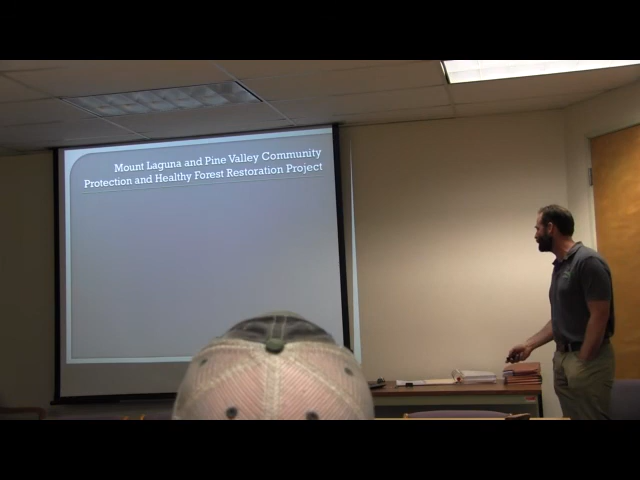 Mount Laguna and Pine Valley Community
Protection and Healthy Forest Restoration Project